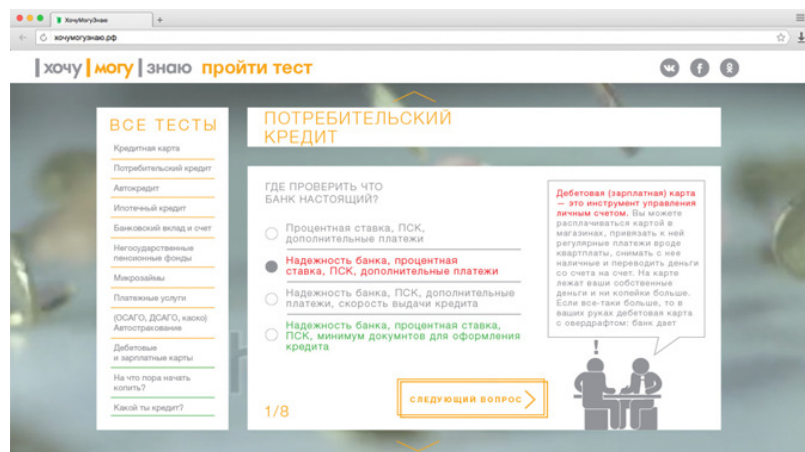 ХочуМогуЗнаю
хочумогузнаю.рф
|хочу|могу|знаю пройти тест
ВСЕ ТЕСТЫ
Кредитная карта
Потребительский кредит
Автокредит
Ипотечный кредит
Банковский вклад и счет
Негосударственные
пенсионные фонды
Микрозаймы
Платежные услуги
(ОСАГО, ДСАГО, каско)
Автострахование
Дебетовые
и зарплатные карты
На что пора начать
копить?
Какой ты кредит?
ПОТРЕБИТЕЛЬСКИЙ
КРЕДИТ
ГДЕ ПРОВЕРИТЬ ЧТО
БАНК НАСТОЯЩИЙ?
Процентная ставка, ПСК,
дополнительные платежи
Надежность банка, процентная
ставка, ПСК, дополнительные платежи
Надежность банка, ПСК, дополнительные
платежи, скорость выдачи кредита
Надежность банка, процентная ставка,
ПСК, минимум докумнтов для оформления
кредита
1/8
СЛЕДУЮЩИЙ ВОПРОС
Дебетовая (зарплатная) карта
— это инструмент управления
личным счетом. Вы можете
расплачиваться картой в
магазинах, привязать к ней
регулярные платежи вроде
квартплаты, снимать с нее
наличные и переводить деньги
со счета на счет. На карте
лежат ваши собственные
деньги и ни копейки больше.
Если все-таки больше, то в
ваших руках дебетовая карта
с овердрафтом: банк дает
!